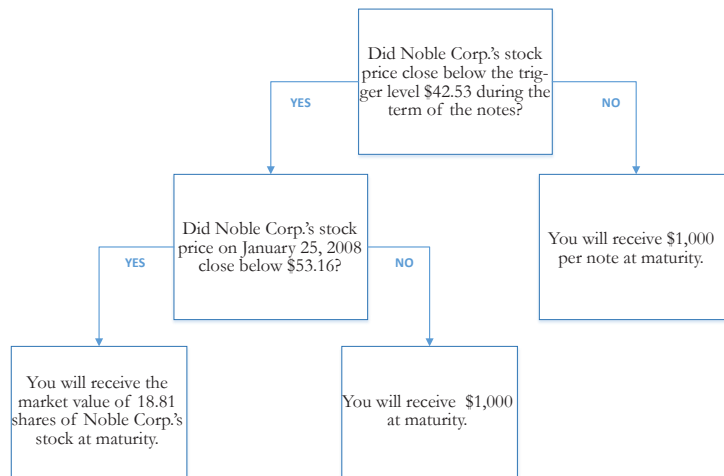 Did Noble Corp.'s stock
price close below the trig-
ger level $42.53 during the
term of the notes?
YES
NO
Did Noble Corp.'s stock
price on January 25, 2008
close below $53.16?
You will receive $1,000
per note at maturity.
YES
NO
You will receive the
market value of 18.81
shares of Noble Corp.'s
stock at maturity.
You will receive $1,000
at maturity.